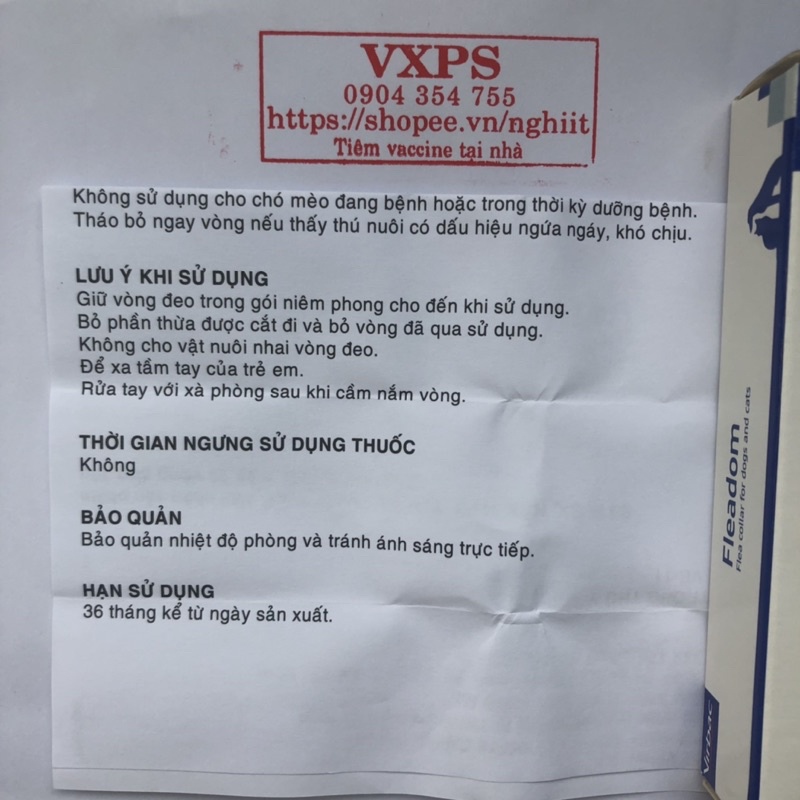 VXPS
0904 354 755
https://shopee.vn/nghiit
Tiêm vaccine tại nhà
Không sử dụng cho chó mèo đang bệnh hoặc trong thời kỳ dưỡng bệnh.
Tháo bỏ ngay vòng nếu thấy thú nuôi có dấu hiệu ngứa ngáy, khó chịu.
LƯU Ý KHI SỬ DỤNG
Giữ vòng đeo trong gói niêm phong cho đến khi sử dụng.
Bỏ phần thừa được cắt đi và bỏ vòng đã qua sử dụng.
Không cho vật nuôi nhai vòng đeo.
Để xa tầm tay của trẻ em.
Rửa tay với xà phòng sau khi cầm nắm vòng.
THỜI GIAN NGƯNG SỬ DỤNG THUỐC
Không
BẢO QUẢN
Bảo quản nhiệt độ phòng và tránh ánh sáng trực tiếp.
HẠN SỬ DỤNG
36 tháng kể từ ngày sản xuất.
Fleadom
Flea collar for dogs and cats
Virbac